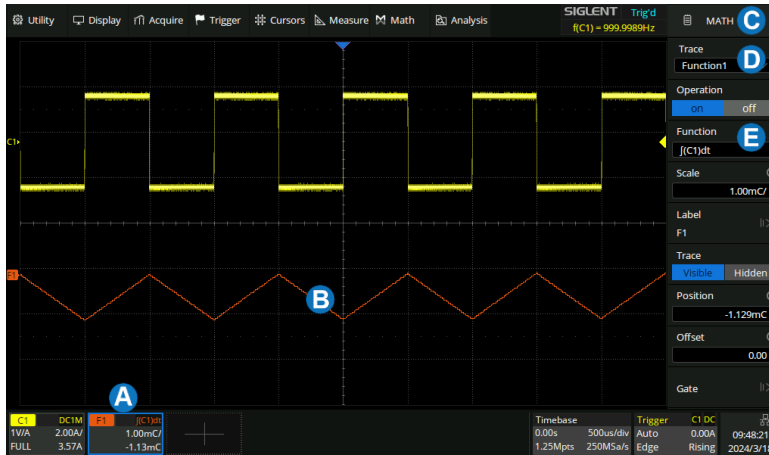 Utility Display Acquire Trigger Cursors Measure Math Analysis
SIGLENT Trig'd
f(C1) = 999.9989Hz
MATH
C
Trace
Function1
D
Operation
on off
Function
E
∫(C1)dt
Scale
1.00mC/
Label
F1
Trace
Visible Hidden
Position
-1.129mC
Offset
0.00
Gate
C1
F1
B
A
C1 DC1M
1V/A 2.00A/
FULL 3.57A
F1 ∫(C1)dt
1.00mC/
-1.13mC
Timebase
0.00s 500us/div
1.25Mpts 250MSa/s
Trigger C1 DC
Auto 0.00A
Edge Rising
09:48:21